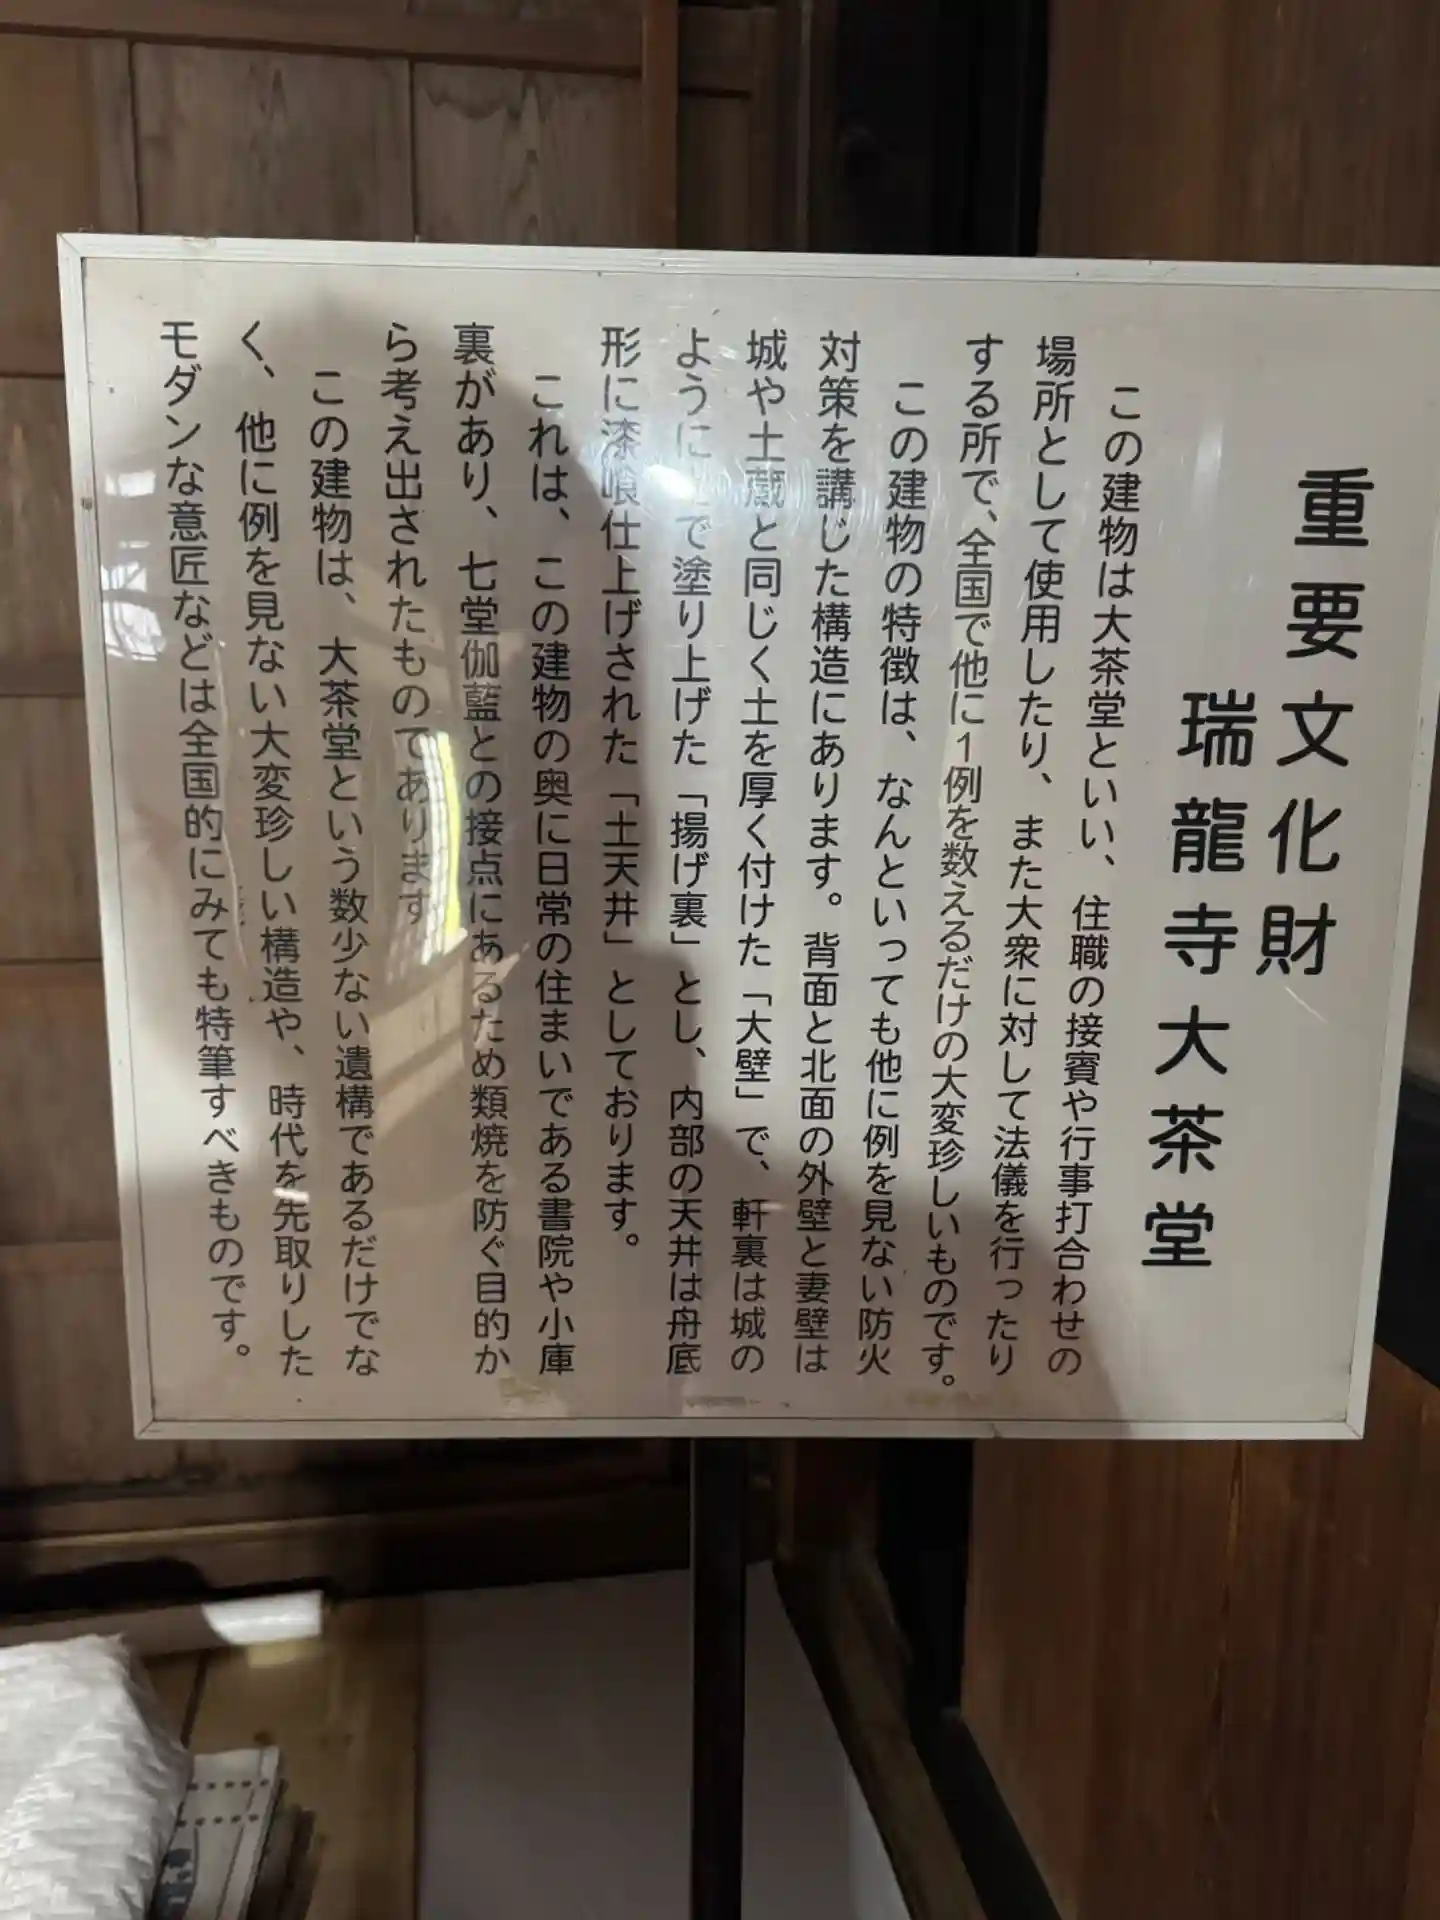 重要文化財
瑞龍寺大茶堂
この建物は大茶堂といい、住職の接賓や行事打合わせの
場所として使用したり、また大衆に対して法儀を行ったり
する所で、全国で他に1例を数えるだけの大変珍しいものです。
この建物の特徴は、なんといっても他に例を見ない防火
対策を講じた構造にあります。背面と北面の外壁と妻壁は
城や土蔵と同じく土を厚く付けた「大壁」で、軒裏は城の
ように土で塗り上げた「揚げ裏」とし、内部の天井は舟底
形に漆喰仕上げされた「土天井」としております。
これは、この建物の奥に日常の住まいである書院や小庫
裏があり、七堂伽藍との接点にあるため類焼を防ぐ目的か
ら考え出されたものてあります
この建物は、大茶堂という数少ない遺構であるだけでな
く、他に例を見ない大変珍しい構造や、時代を先取りした
モダンな意匠などは全国的にみても特筆すべきものです。